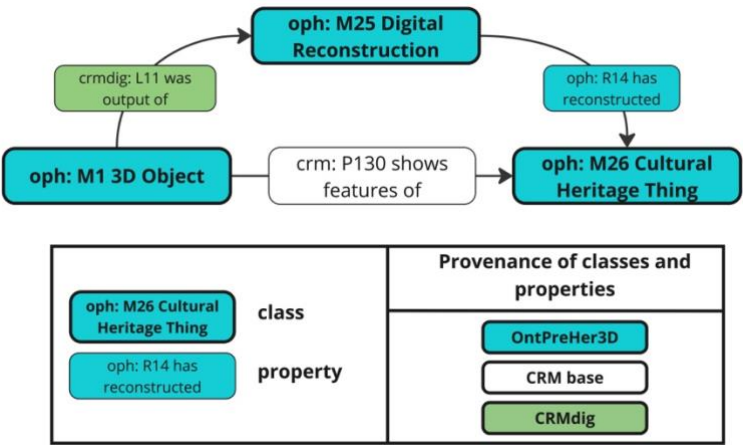 oph: M25 Digital
Reconstruction
crmdig: L11 was
output of
oph: R14 has
reconstructed
oph: M1 3D Object
crm: P130 shows
features of
oph: M26 Cultural
Heritage Thing
oph: M26 Cultural
Heritage Thing
class
oph: R14 has
reconstructed
property
Provenance of classes and
properties
OntPreHer3D
CRM base
CRMdig